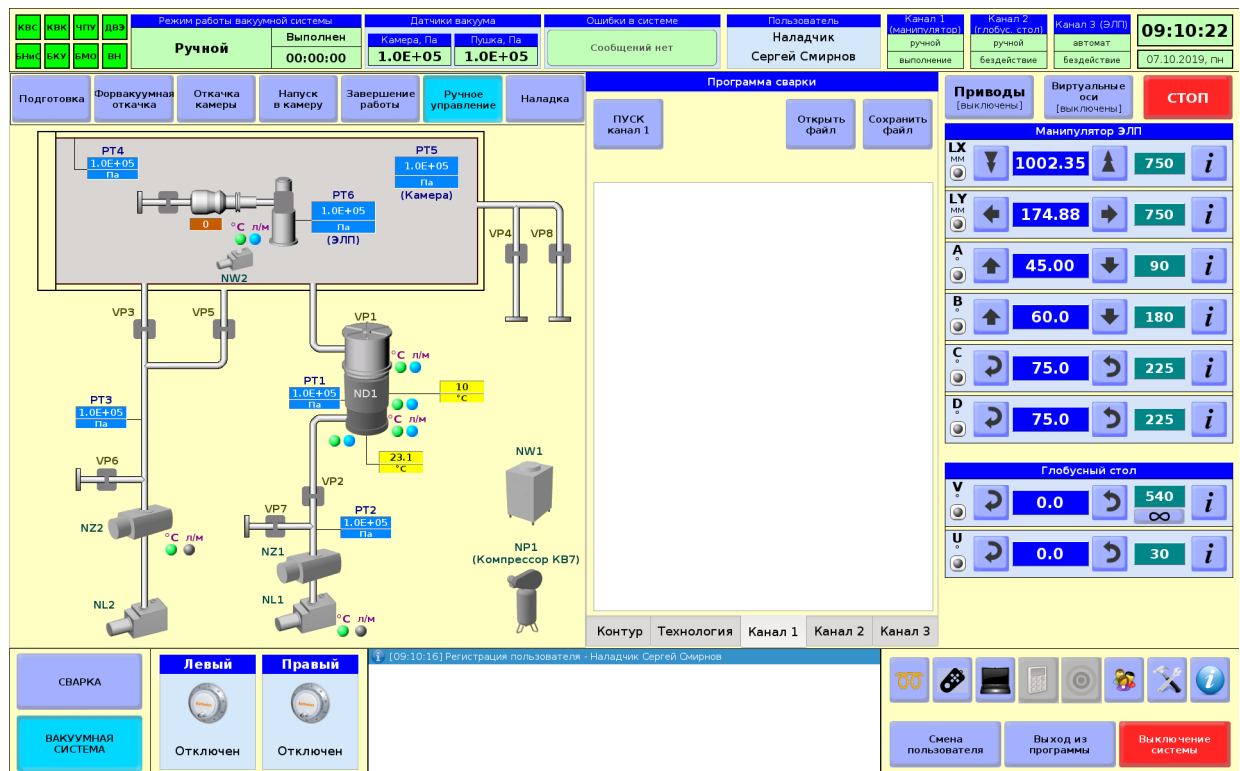 КВС КВК ЧПУ ДВЭ
БНиС БКУ БМО ВН
Режим работы вакуумной системы
Ручной
Выполнен
00:00:00
Датчики вакуума
Камера, Па
Пушка, Па
1.0E+05
1.0E+05
Ошибки в системе
Сообщений нет
Пользователь
Наладчик
Сергей Смирнов
Канал 1
(манипулятор)
ручной
выполнение
Канал 2
(глобус. стол)
ручной
бездействие
Канал 3 (ЭЛП)
автомат
бездействие
09:10:22
07.10.2019, пн
Подготовка
Форвакуумная
откачка
Откачка
камеры
Напуск
в камеру
Завершение
работы
Ручное
управление
Наладка
PT4
1.0E+05
Па
PT5
1.0E+05
Па
(Камера)
PT6
1.0E+05
Па
(ЭЛП)
0
°C л/м
NW2
VP4
VP8
VP3
VP5
VP1
°C л/м
PT1
1.0E+05
Па
ND1
10
°C
°C л/м
PT3
1.0E+05
Па
23.1
°C
VP6
VP2
NW1
VP7
PT2
1.0E+05
Па
NZ2
°C л/м
NZ1
NP1
(Компрессор КВ7)
NL2
NL1
°C л/м
Программа сварки
ПУСК
канал 1
Открыть
файл
Сохранить
файл
Контур
Технология
Канал 1
Канал 2
Канал 3
Приводы
[выключены]
Виртуальные
оси
[выключены]
СТОП
Манипулятор ЭЛП
LX
мм
1002.35
750
i
LY
мм
174.88
750
i
A
°
45.00
90
i
B
°
60.0
180
i
C
°
75.0
225
i
D
°
75.0
225
i
Глобусный стол
V
°
0.0
540
∞
i
U
°
0.0
30
i
СВАРКА
ВАКУУМНАЯ
СИСТЕМА
Левый
Отключен
Правый
Отключен
[09:10:16] Регистрация пользователя - Наладчик Сергей Смирнов
Смена
пользователя
Выход из
программы
Выключение
системы